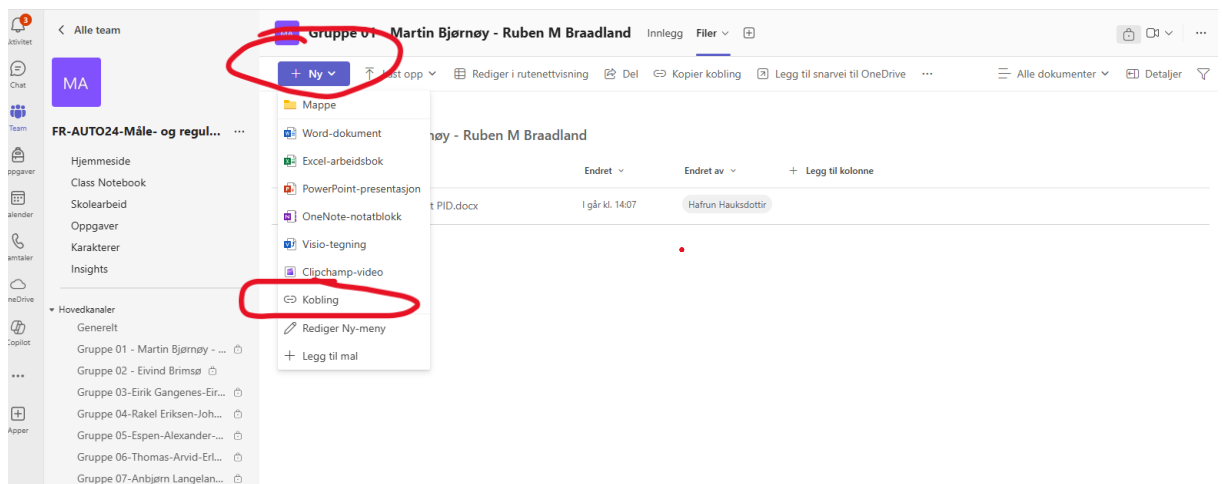 3
Aktivitet
Chat
Team
Oppgaver
Kalender
Samtaler
OneDrive
Copilot
Apper
Alle team
MA
FR-AUTO24-Måle- og regul... ...
Hjemmeside
Class Notebook
Skolearbeid
Oppgaver
Karakterer
Insights
Hovedkanaler
Generelt
Gruppe 01 - Martin Bjørnøy - ...
Gruppe 02 - Eivind Brimsø
Gruppe 03-Eirik Gangenes-Eir...
Gruppe 04-Rakel Eriksen-Joh...
Gruppe 05-Espen-Alexander-...
Gruppe 06-Thomas-Arvid-Erl...
Gruppe 07-Anbjørn Langelan...
MA Gruppe 01 - Martin Bjørnøy - Ruben M Braadland Innlegg Filer
+ Ny Last opp Rediger i rutenettvisning Del Kopier kobling Legg til snarvei til OneDrive ... Alle dokumenter Detaljer
Mappe
Word-dokument
Excel-arbeidsbok
PowerPoint-presentasjon
OneNote-notatblokk
Visio-tegning
Clipchamp-video
Kobling
Rediger Ny-meny
+ Legg til mal
nøy - Ruben M Braadland
Endret Endret av + Legg til kolonne
t PID.docx I går kl. 14:07 Hafrun Hauksdottir